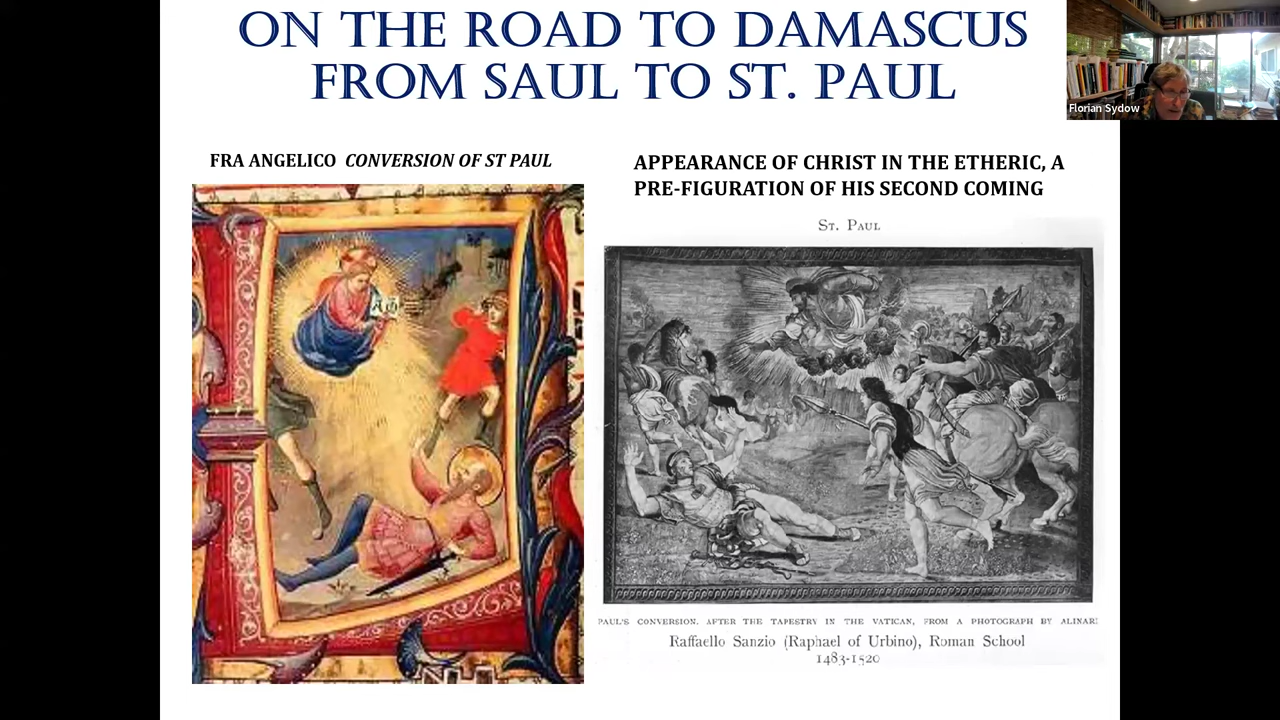 ON THE ROAD TO DAMASCUS
FROM SAUL TO ST. PAUL
Florian Sydow
FRA ANGELICO CONVERSION OF ST PAUL
APPEARANCE OF CHRIST IN THE ETHERIC, A
PRE-FIGURATION OF HIS SECOND COMING
St. Paul
PAUL'S CONVERSION. AFTER THE TAPESTRY IN THE VATICAN, FROM A PHOTOGRAPH BY ALINARI
Raffaello Sanzio (Raphael of Urbino), Roman School
1483-1520